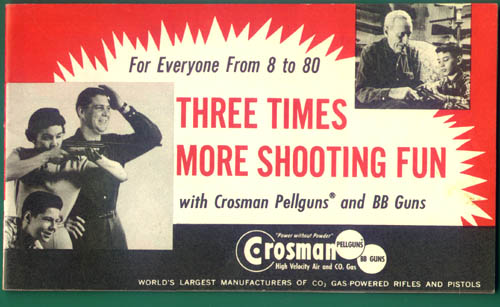 For Everyone From 8 to 80
THREE TIMES
MORE SHOOTING FUN
with Crosman Pellguns® and BB Guns
"Power without Powder"
Crosman
PELLGUNS
BB GUNS
High Velocity Air and CO₂ Gas
WORLD'S LARGEST MANUFACTURERS OF CO₂ GAS-POWERED RIFLES AND PISTOLS